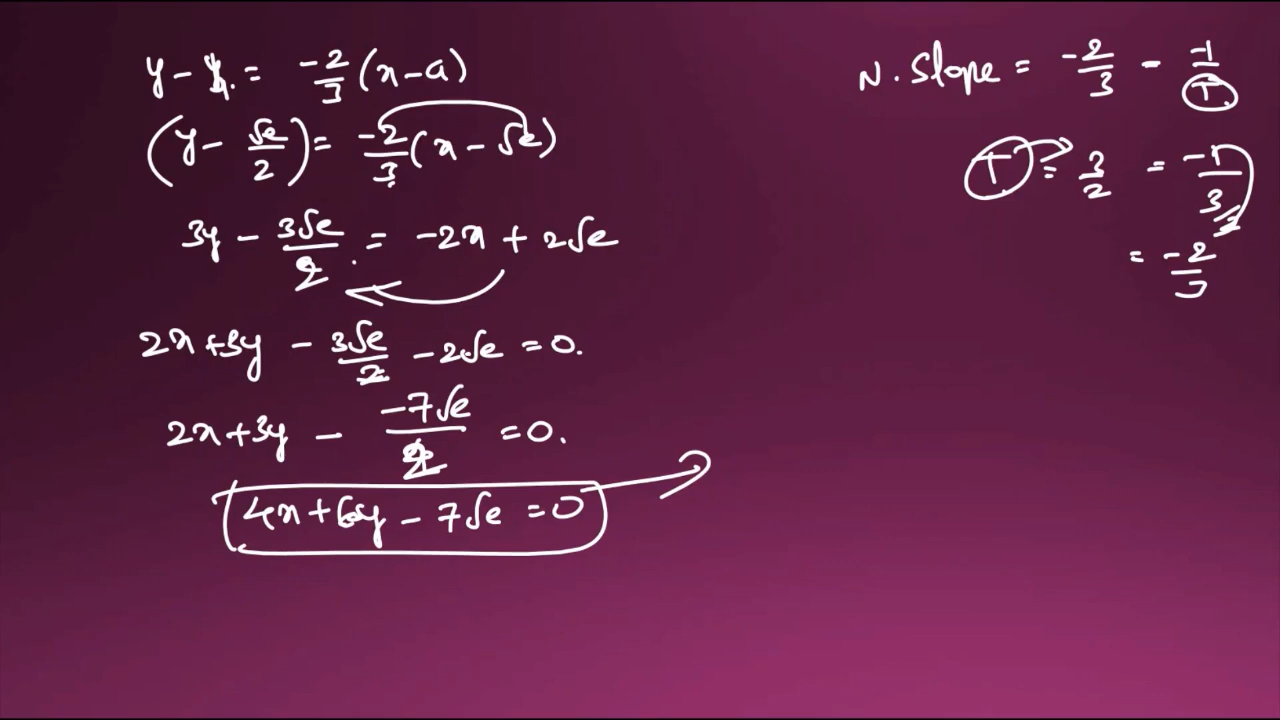 y - y₁ = -2/3 (x - a)
(y - √e/2) = -2/3 (x - √e)
3y - 3√e/2 = -2x + 2√e
2x + 3y - 3√e/2 - 2√e = 0.
2x + 3y - -7√e/2 = 0.
4x + 6y - 7√e = 0
N. Slope = -2/3 - -1/T
T = 3/2 = -1/3/2
= -2/3